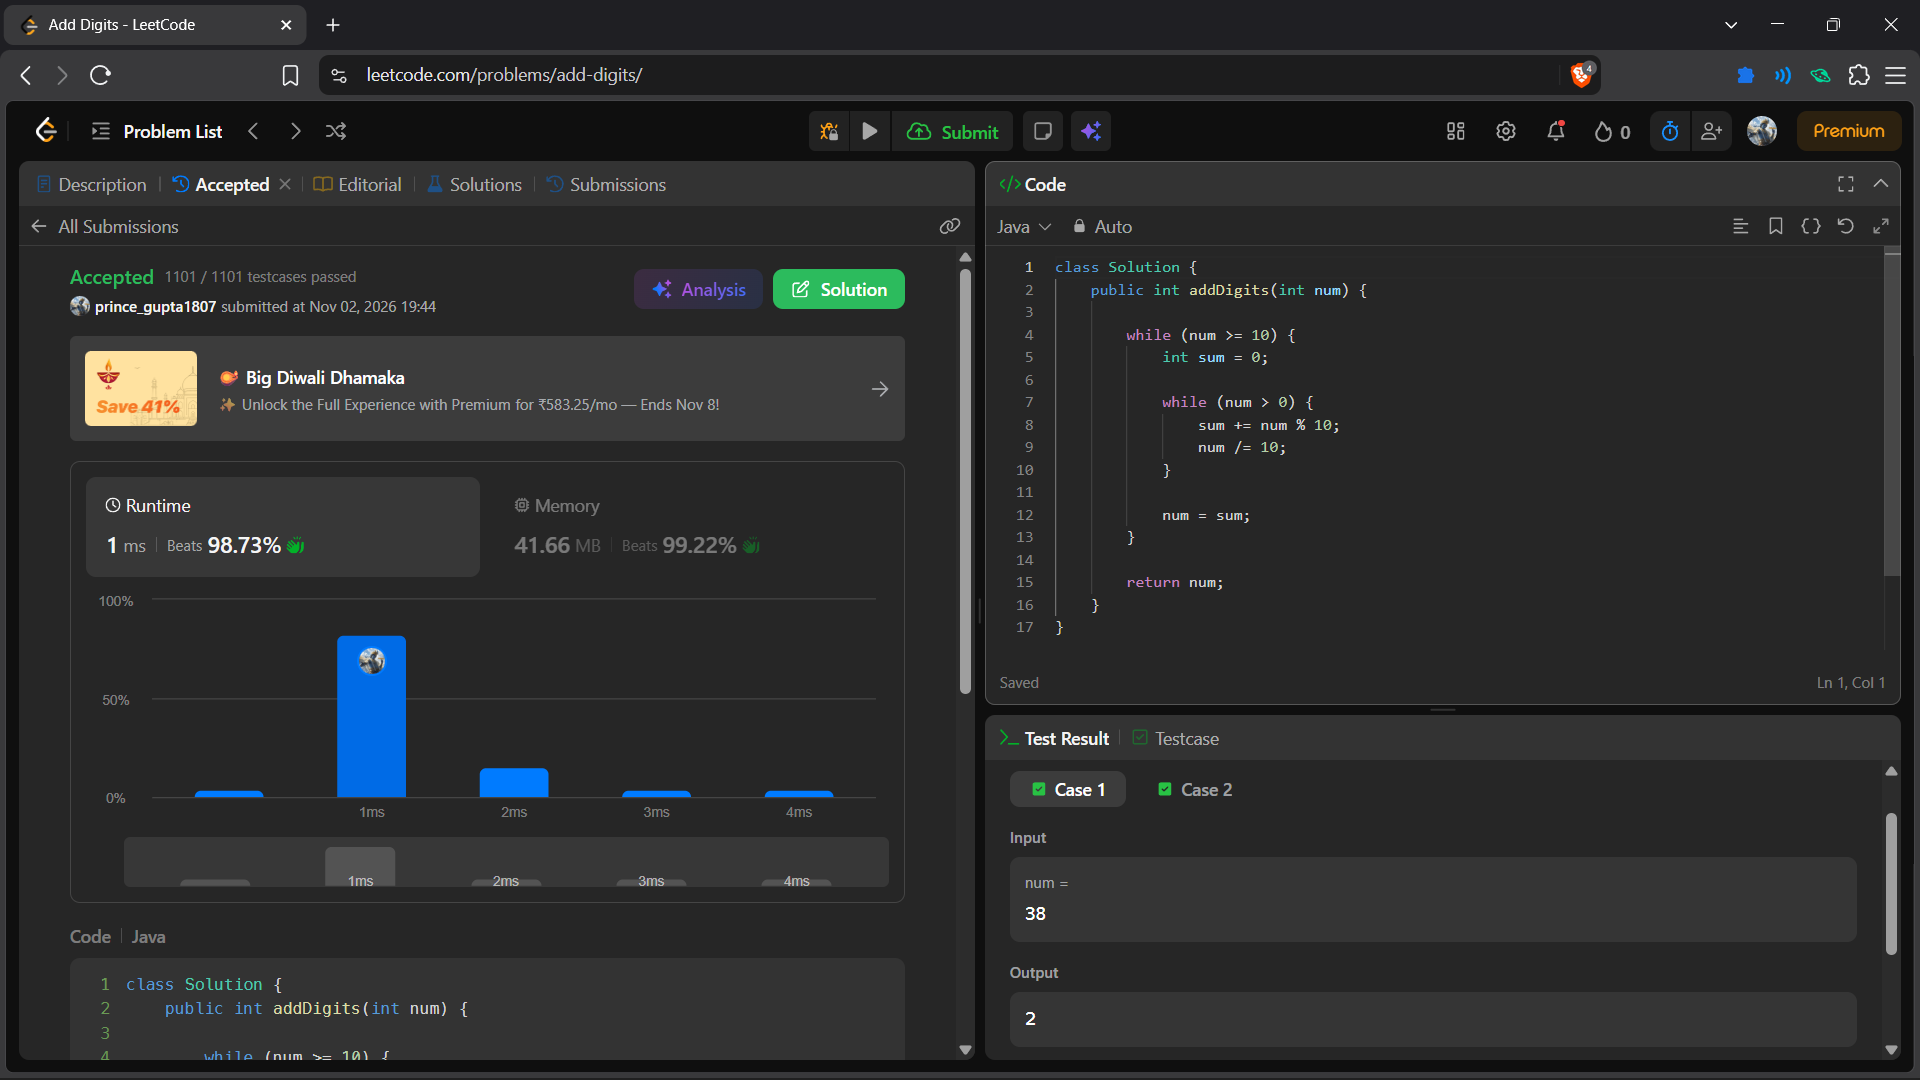 Add Digits - LeetCode
leetcode.com/problems/add-digits/
4
Problem List
Submit
0
Premium
Description
Accepted
Editorial
Solutions
Submissions
All Submissions
Accepted 1101 / 1101 testcases passed
prince_gupta1807 submitted at Nov 02, 2026 19:44
Analysis
Solution
Save 41%
Big Diwali Dhamaka
Unlock the Full Experience with Premium for ₹583.25/mo — Ends Nov 8!
Runtime
1 ms Beats 98.73%
Memory
41.66 MB Beats 99.22%
100%
50%
0%
1ms 2ms 3ms 4ms
1ms 2ms 3ms 4ms
Code Java
1 class Solution {
2 public int addDigits(int num) {
3
4 while (num >= 10) {
</> Code
Java Auto
1 class Solution {
2 public int addDigits(int num) {
3
4 while (num >= 10) {
5 int sum = 0;
6
7 while (num > 0) {
8 sum += num % 10;
9 num /= 10;
10 }
11
12 num = sum;
13 }
14
15 return num;
16 }
17 }
Saved
Ln 1, Col 1
Test Result
Testcase
Case 1
Case 2
Input
num =
38
Output
2